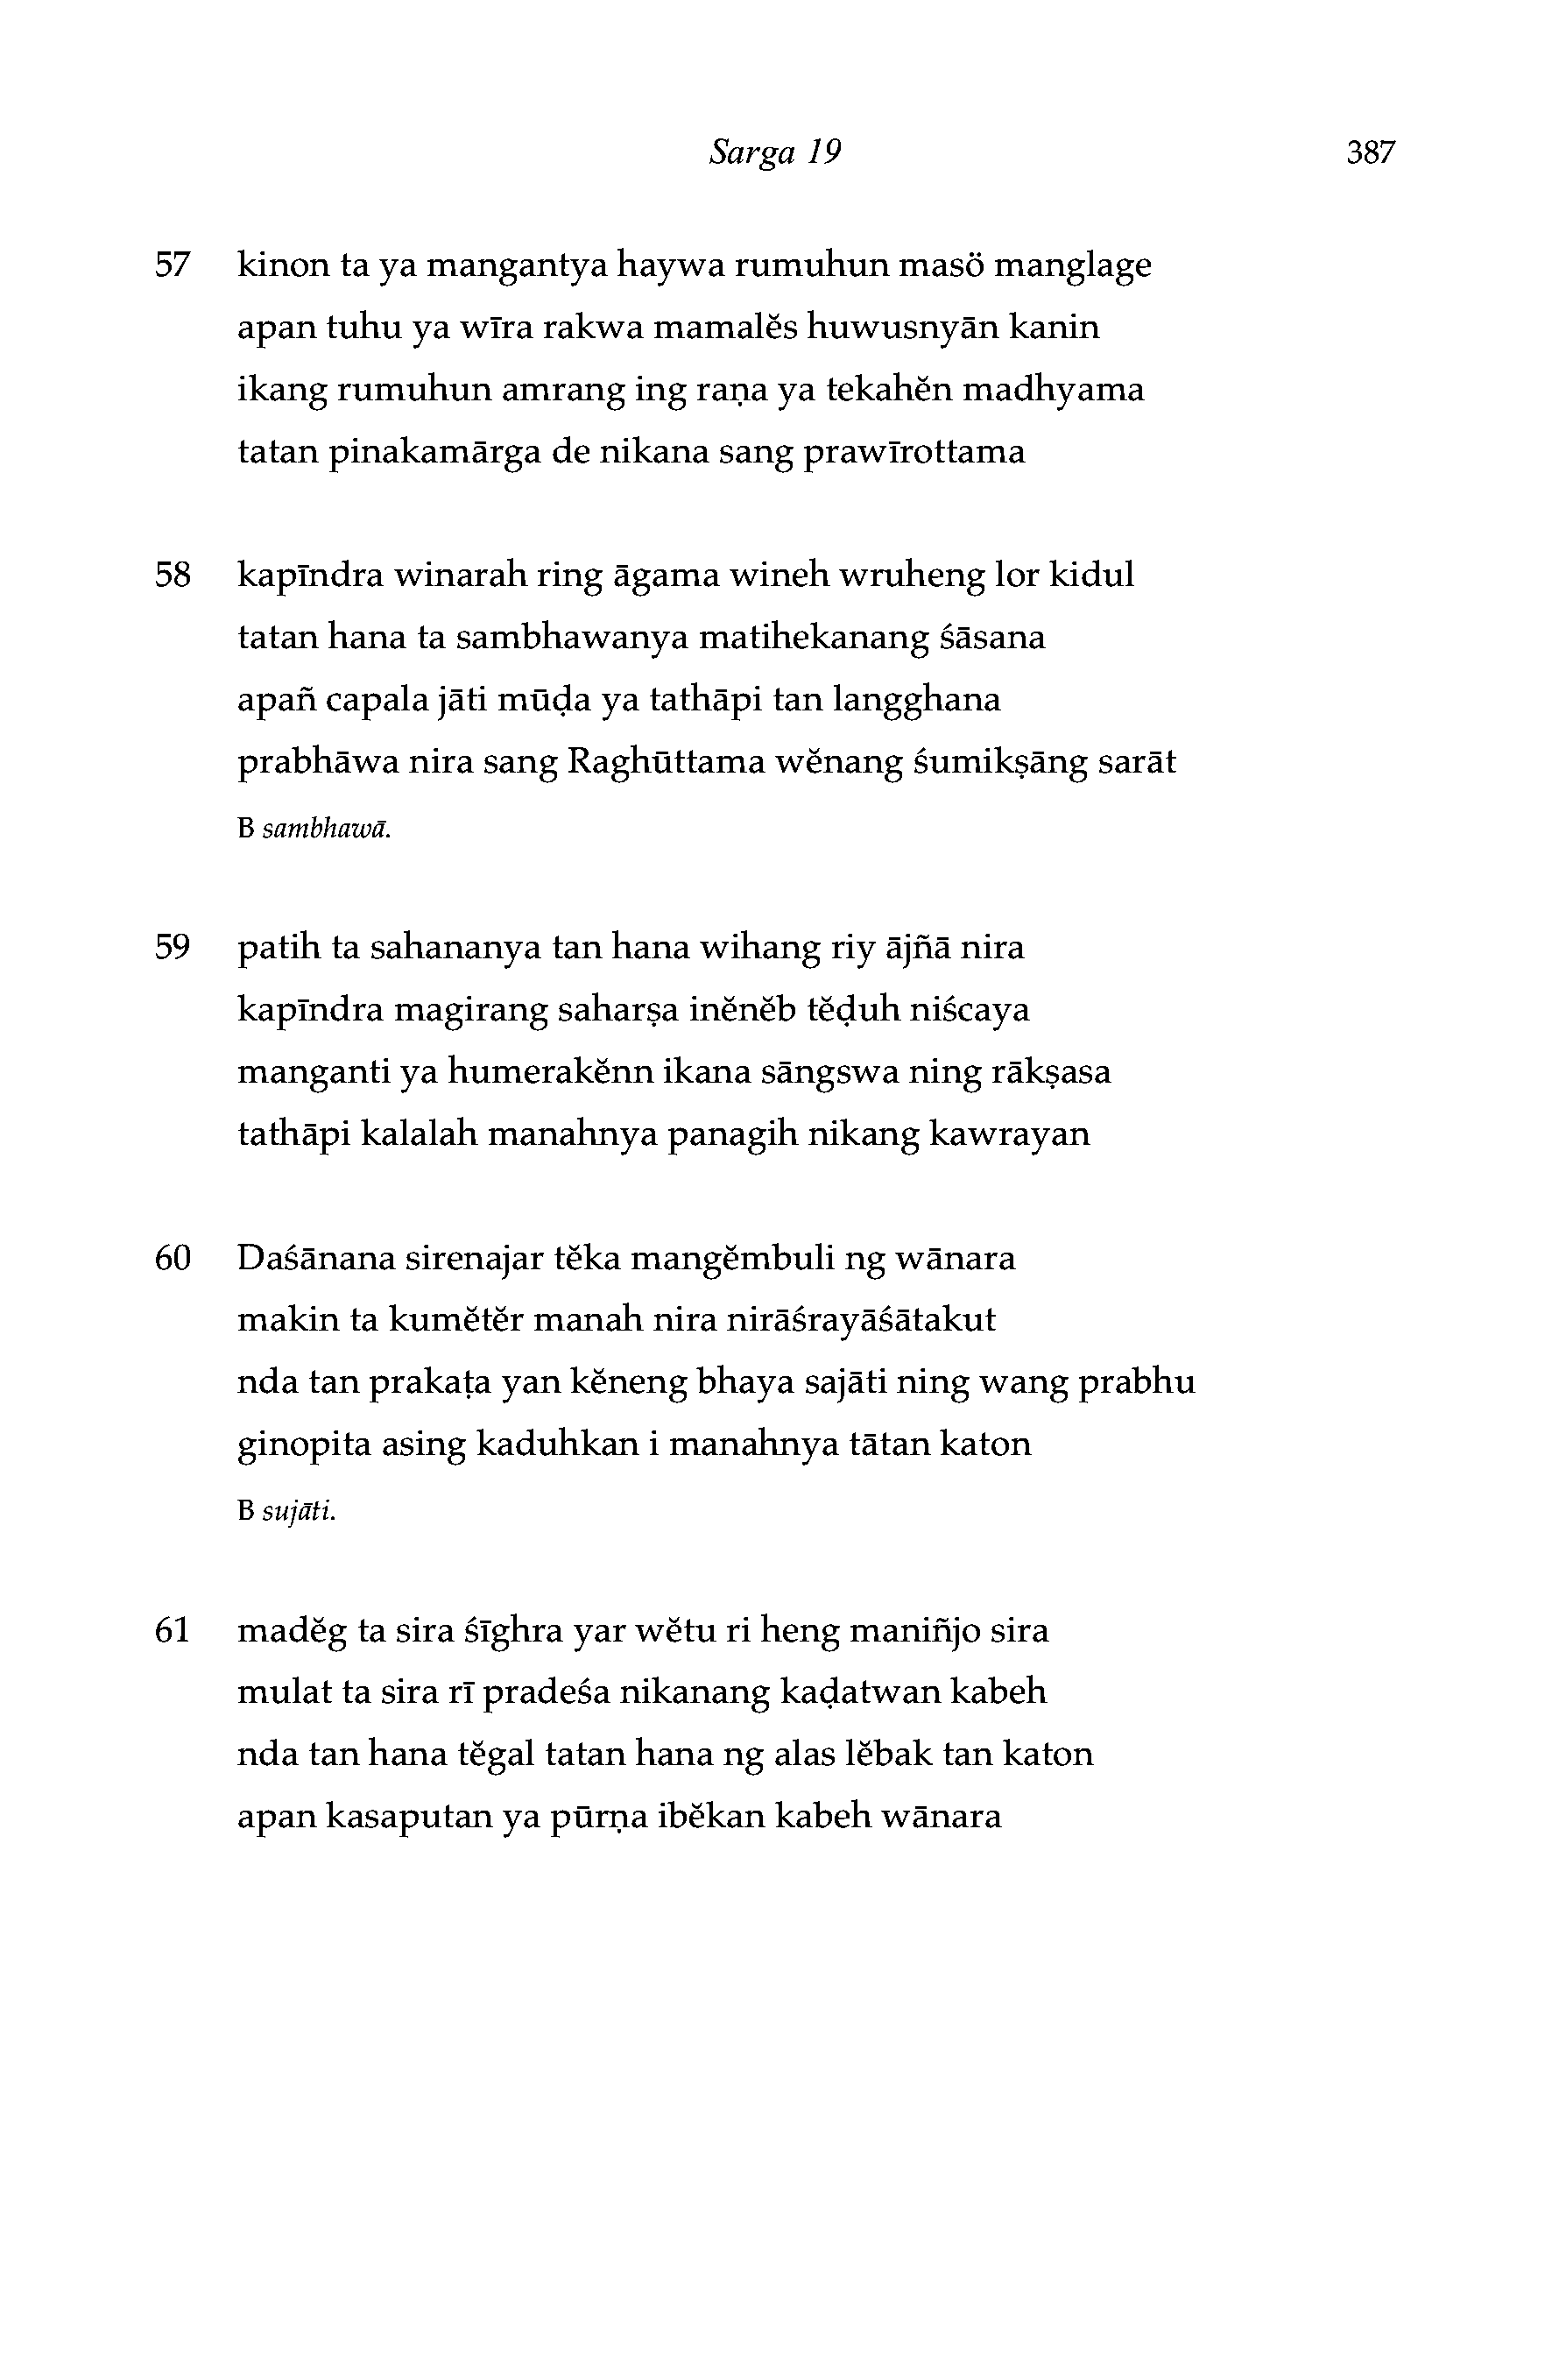 Sarga 19 387
57 kinon ta ya mangantya haywa rumuhun masö manglage
apan tuhu ya wīra rakwa mamalĕs huwusnyān kanin
ikang rumuhun amrang ing raṇa ya tekahĕn madhyama
tatan pinakamārga de nikana sang prawīrottama
58 kapīndra winarah ring āgama wineh wruheng lor kidul
tatan hana ta sambhawanya matihekanang śāsana
apañ capala jāti mūḍa ya tathāpi tan langghana
prabhāwa nira sang Raghūttama wĕnang śumikṣāng sarāt
B sambhawā.
59 patih ta sahananya tan hana wihang riy ājñā nira
kapīndra magirang saharṣa inĕnĕb tĕḍuh niścaya
manganti ya humerakĕnn ikana sāngswa ning rākṣasa
tathāpi kalalah manahnya panagih nikang kawrayan
60 Daśānana sirenajar tĕka mangĕmbuli ng wānara
makin ta kumĕtĕr manah nira nirāśrayāśātakut
nda tan prakaṭa yan kĕneng bhaya sajāti ning wang prabhu
ginopita asing kaduhkan i manahnya tātan katon
B sujāti.
61 madĕg ta sira śīghra yar wĕtu ri heng maniñjo sira
mulat ta sira rī pradeśa nikanang kaḍatwan kabeh
nda tan hana tĕgal tatan hana ng alas lĕbak tan katon
apan kasaputan ya pūrṇa ibĕkan kabeh wānara